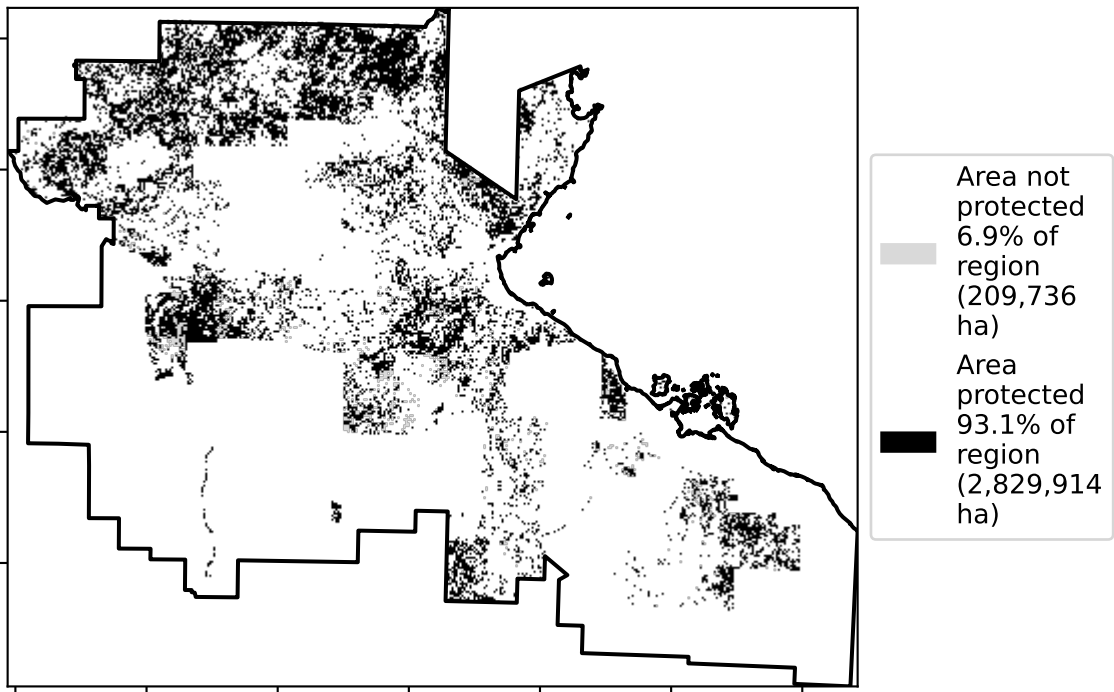 Area not
protected
6.9% of
region
(209,736
ha)
Area
protected
93.1% of
region
(2,829,914
ha)